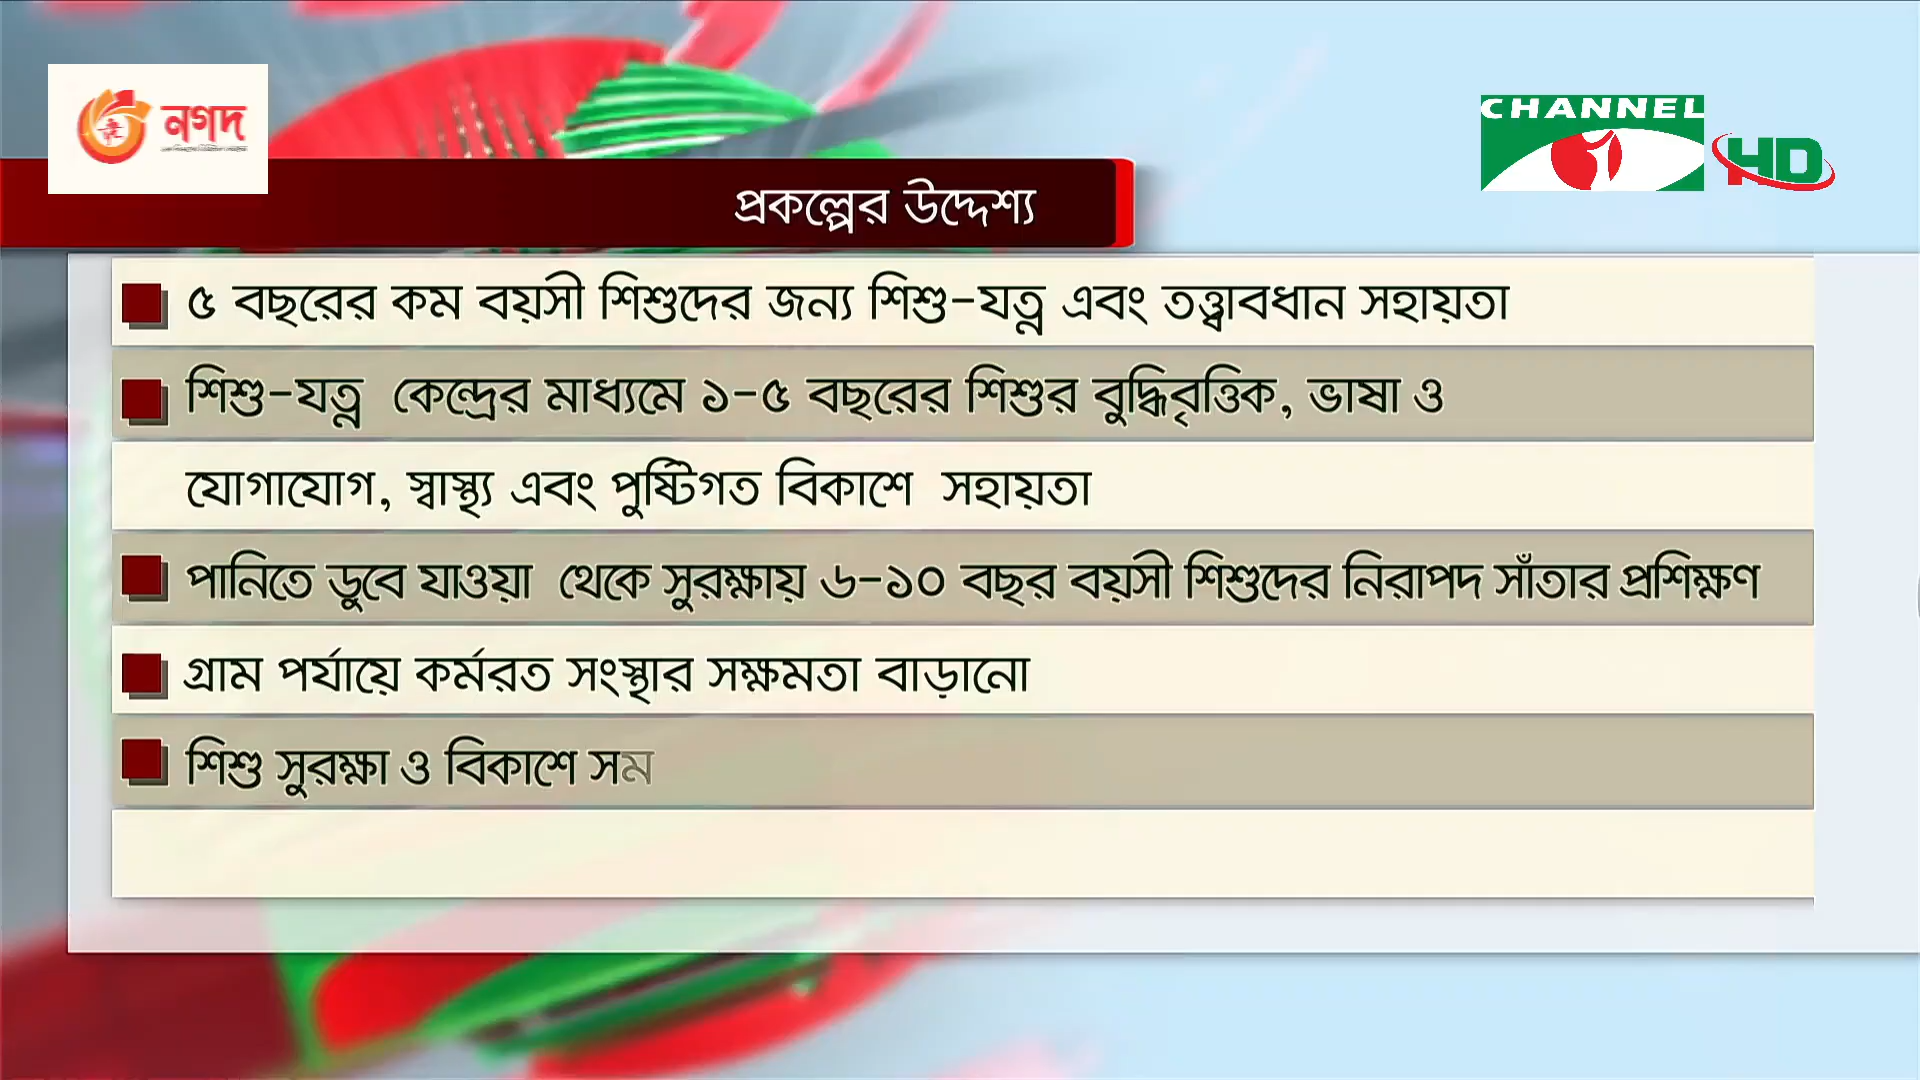 নগদ
CHANNEL
HD
প্রকল্পের উদ্দেশ্য
৫ বছরের কম বয়সী শিশুদের জন্য শিশু-যত্ন এবং তত্ত্বাবধান সহায়তা
শিশু-যত্ন কেন্দ্রের মাধ্যমে ১-৫ বছরের শিশুর বুদ্ধিবৃত্তিক, ভাষা ও
যোগাযোগ, স্বাস্থ্য এবং পুষ্টিগত বিকাশে সহায়তা
পানিতে ডুবে যাওয়া থেকে সুরক্ষায় ৬-১০ বছর বয়সী শিশুদের নিরাপদ সাঁতার প্রশিক্ষণ
গ্রাম পর্যায়ে কর্মরত সংস্থার সক্ষমতা বাড়ানো
শিশু সুরক্ষা ও বিকাশে সম